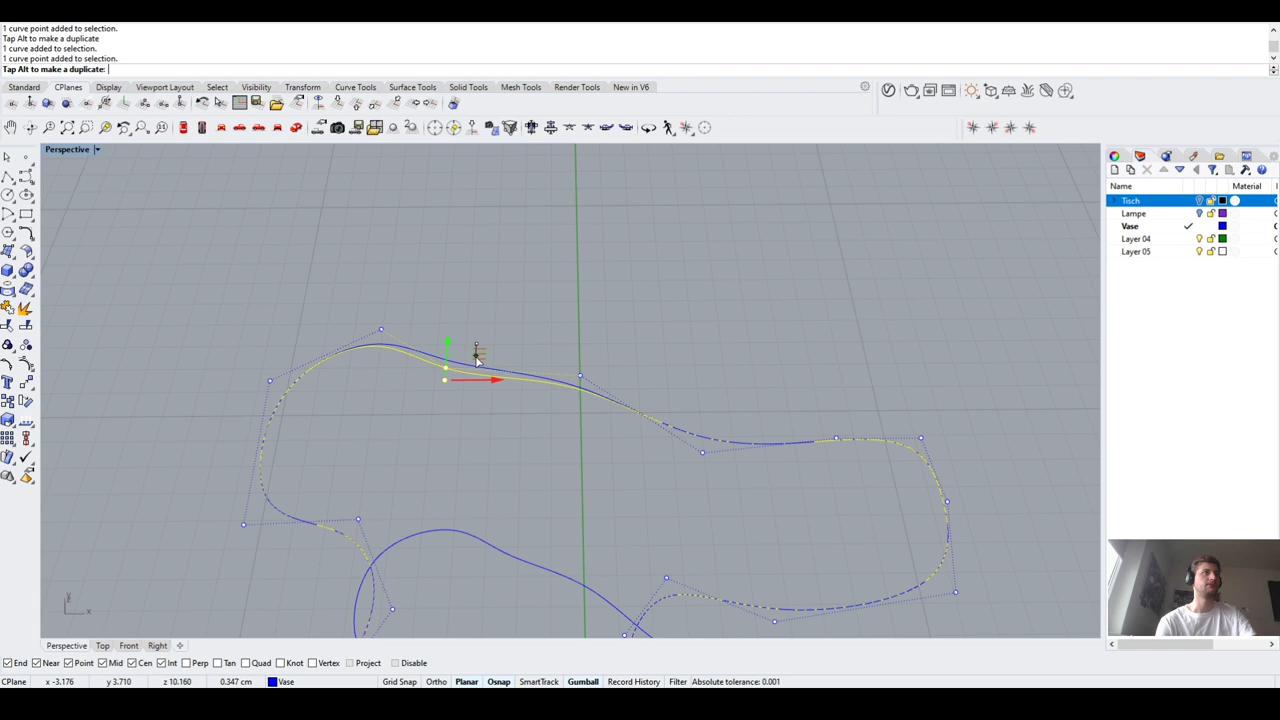 1 curve point added to selection.
Tap Alt to make a duplicate
1 curve added to selection.
1 curve point added to selection.
Tap Alt to make a duplicate:
Standard CPlanes Display Viewport Layout Select Visibility Transform Curve Tools Surface Tools Solid Tools Mesh Tools Render Tools New in V6
Perspective
Name Material
Tisch
Lampe
Vase
Layer 04
Layer 05
y
x
Perspective Top Front Right
End Near Point Mid Cen Int Perp Tan Quad Knot Vertex Project Disable
CPlane x -3.176 y 3.710 z 10.160 0.347 cm Vase Grid Snap Ortho Planar Osnap SmartTrack Gumball Record History Filter Absolute tolerance: 0.001